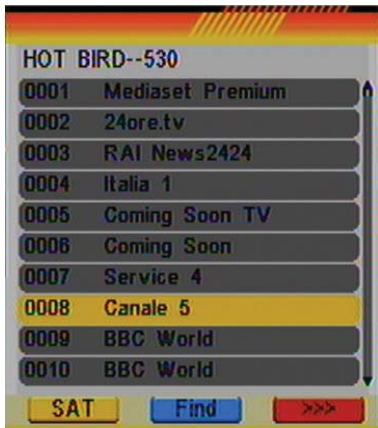 HOT BIRD--530
0001 Mediaset Premium
0002 24ore.tv
0003 RAI News2424
0004 Italia 1
0005 Coming Soon TV
0006 Coming Soon
0007 Service 4
0008 Canale 5
0009 BBC World
0010 BBC World
SAT Find >>>